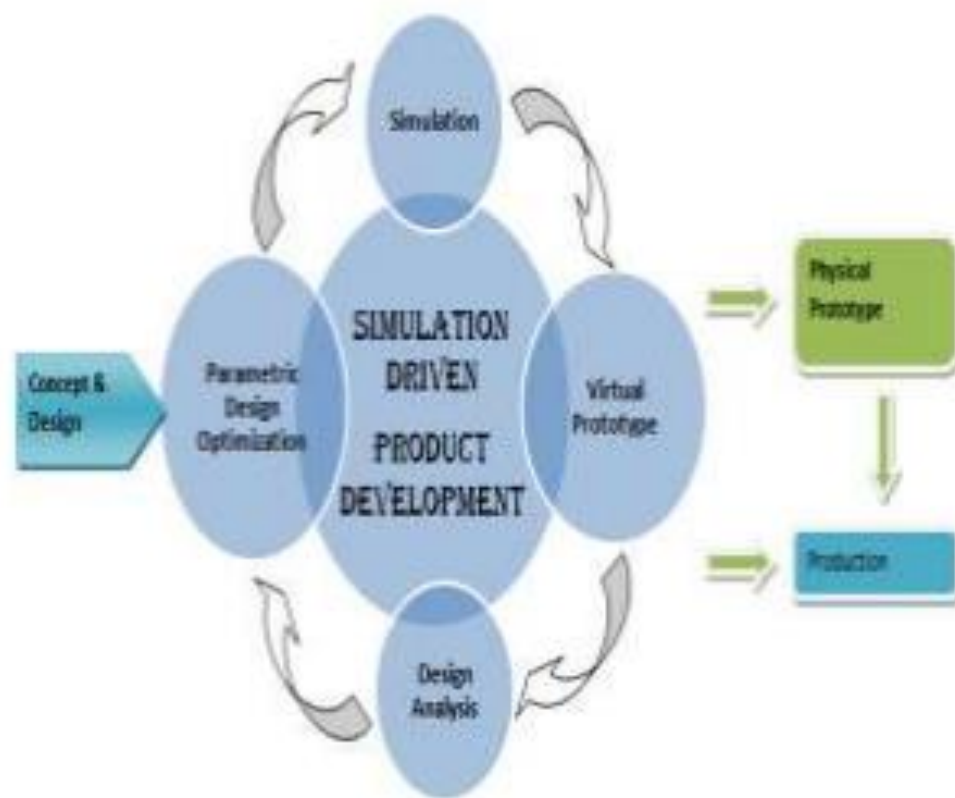 Simulation
SIMULATION
DRIVEN
PRODUCT
DEVELOPMENT
Concept &
Design
Parametric
Design
Optimization
Virtual
Prototype
Design
Analysis
Physical
Prototype
Production